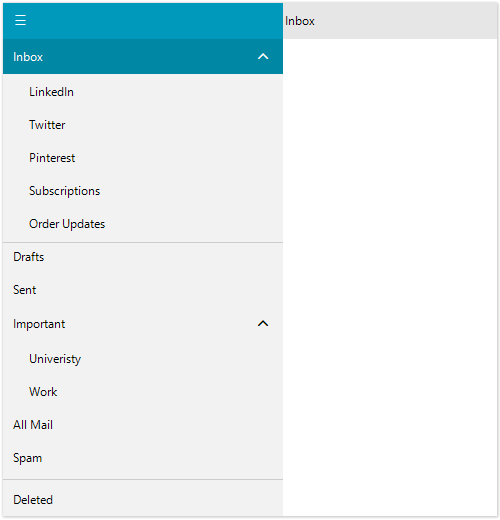 Inbox
Inbox
LinkedIn
Twitter
Pinterest
Subscriptions
Order Updates
Drafts
Sent
Important
Univeristy
Work
All Mail
Spam
Deleted